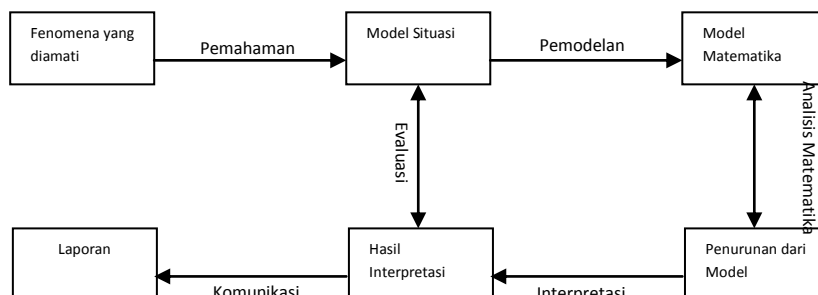 Fenomena yang
diamati
Pemahaman
Model Situasi
Pemodelan
Model
Matematika
Evaluasi
Analisis Matematika
Laporan
Komunikasi
Hasil
Interpretasi
Interpretasi
Penurunan dari
Model